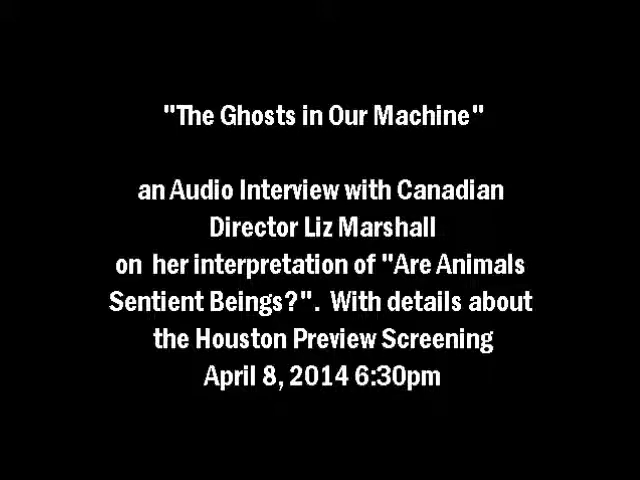 "The Ghosts in Our Machine"
an Audio Interview with Canadian
Director Liz Marshall
on her interpretation of "Are Animals
Sentient Beings?". With details about
the Houston Preview Screening
April 8, 2014 6:30pm